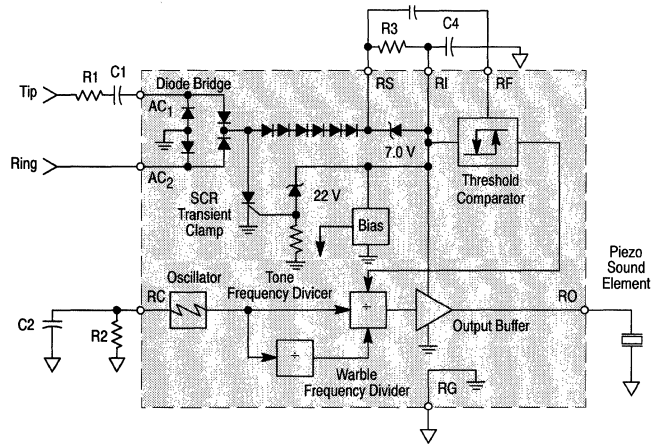 R3
C4
R1
C1
Diode Bridge
RS
RI
RF
Tip
AC1
7.0 V
Ring
AC2
Threshold
Comparator
SCR
Transient
Clamp
22 V
Bias
Piezo
Sound
Element
Oscillator
Tone
Frequency Divicer
RC
÷
RO
C2
R2
Output Buffer
÷
Warble
Frequency Divider
RG